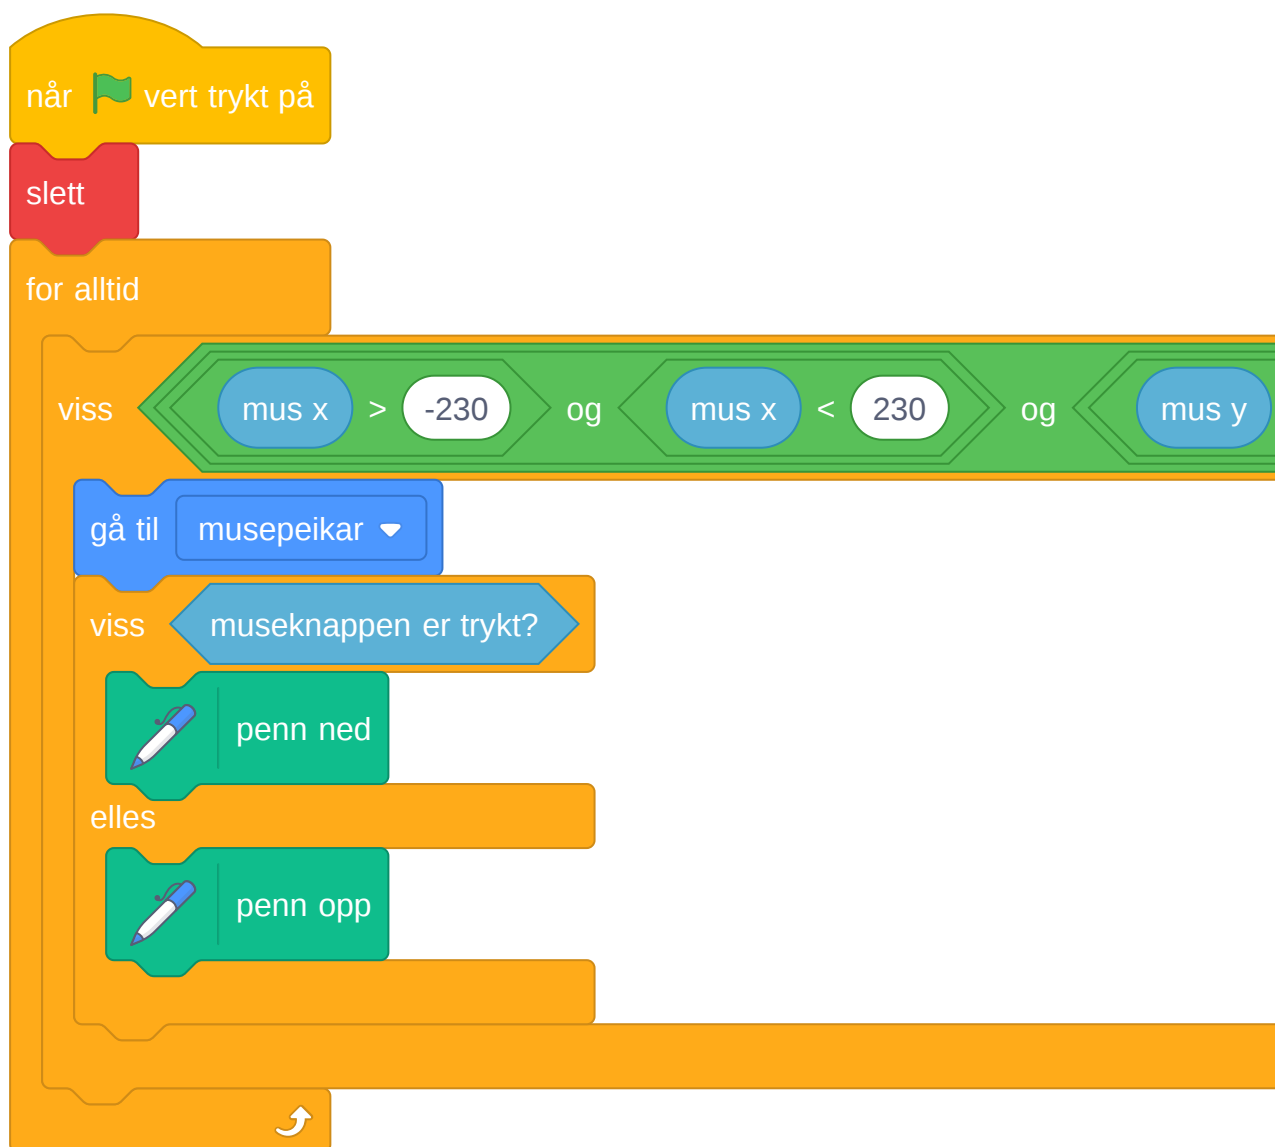 når vert trykt på
slett
for alltid
viss mus x > -230 og mus x < 230 og mus y
gå til musepeikar
viss museknappen er trykt?
penn ned
elles
penn opp